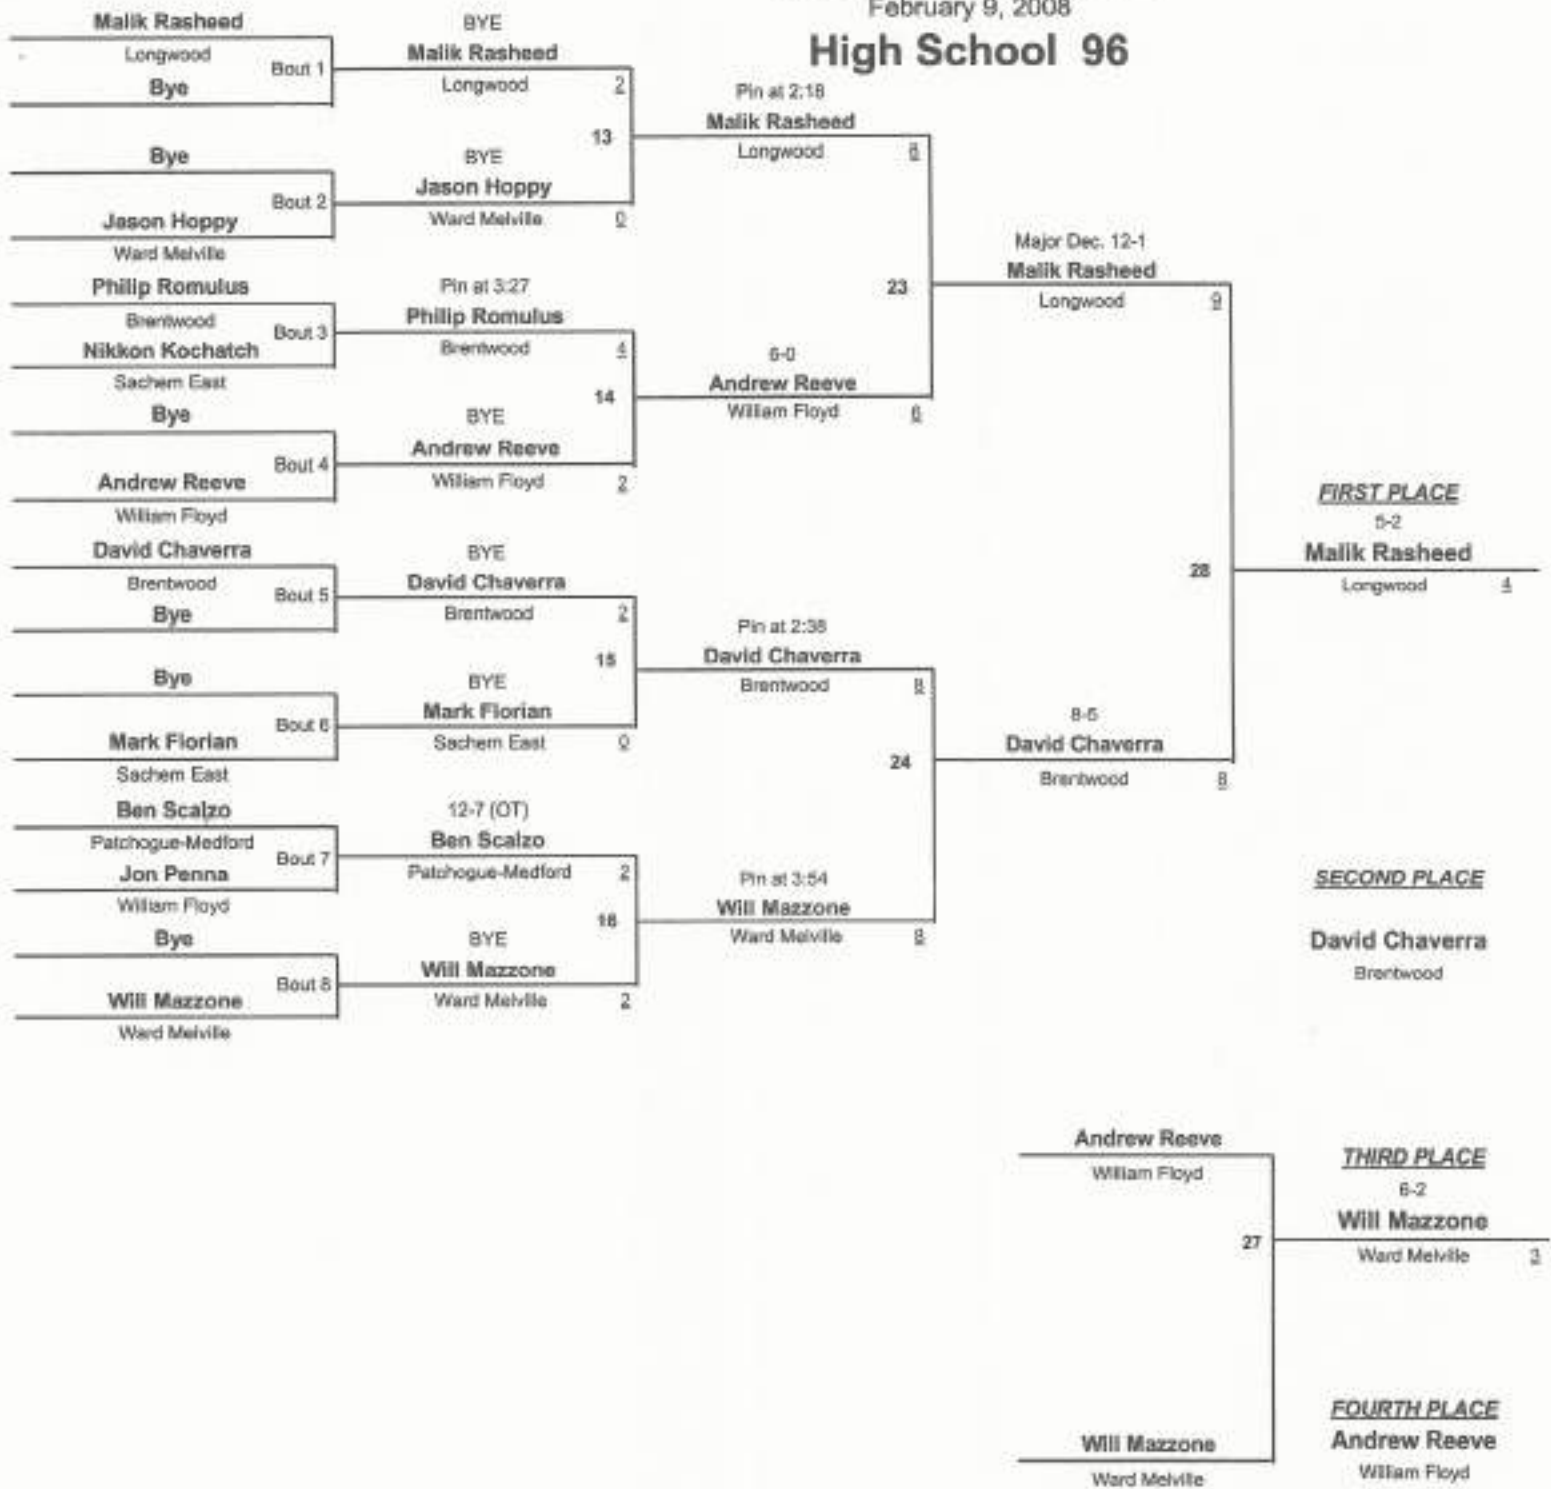 February 9, 2008
High School 96
Malik Rasheed
Longwood
Bout 1
Bye
Bye
Bout 2
Jason Hoppy
Ward Melville
Philip Romulus
Brentwood
Bout 3
Nikkon Kochatch
Sachem East
Bye
Bout 4
Andrew Reeve
William Floyd
David Chaverra
Brentwood
Bout 5
Bye
Bye
Bout 6
Mark Florian
Sachem East
Ben Scalzo
Patchogue-Medford
Bout 7
Jon Penna
William Floyd
Bye
Bout 8
Will Mazzone
Ward Melville
BYE
Malik Rasheed
Longwood 2
13
BYE
Jason Hoppy
Ward Melville 0
Pin at 3:27
Philip Romulus
Brentwood 4
14
BYE
Andrew Reeve
William Floyd 2
BYE
David Chaverra
Brentwood 2
15
BYE
Mark Florian
Sachem East 0
12-7 (OT)
Ben Scalzo
Patchogue-Medford 2
16
BYE
Will Mazzone
Ward Melville 2
Pin at 2:18
Malik Rasheed
Longwood
23
6-0
Andrew Reeve
William Floyd 6
Pin at 2:38
David Chaverra
Brentwood 8
24
Pin at 3:54
Will Mazzone
Ward Melville 8
Major Dec. 12-1
Malik Rasheed
Longwood 9
28
8-5
David Chaverra
Brentwood 8
FIRST PLACE
5-2
Malik Rasheed
Longwood 4
SECOND PLACE
David Chaverra
Brentwood
Andrew Reeve
William Floyd
27
Will Mazzone
Ward Melville
THIRD PLACE
6-2
Will Mazzone
Ward Melville 3
FOURTH PLACE
Andrew Reeve
William Floyd